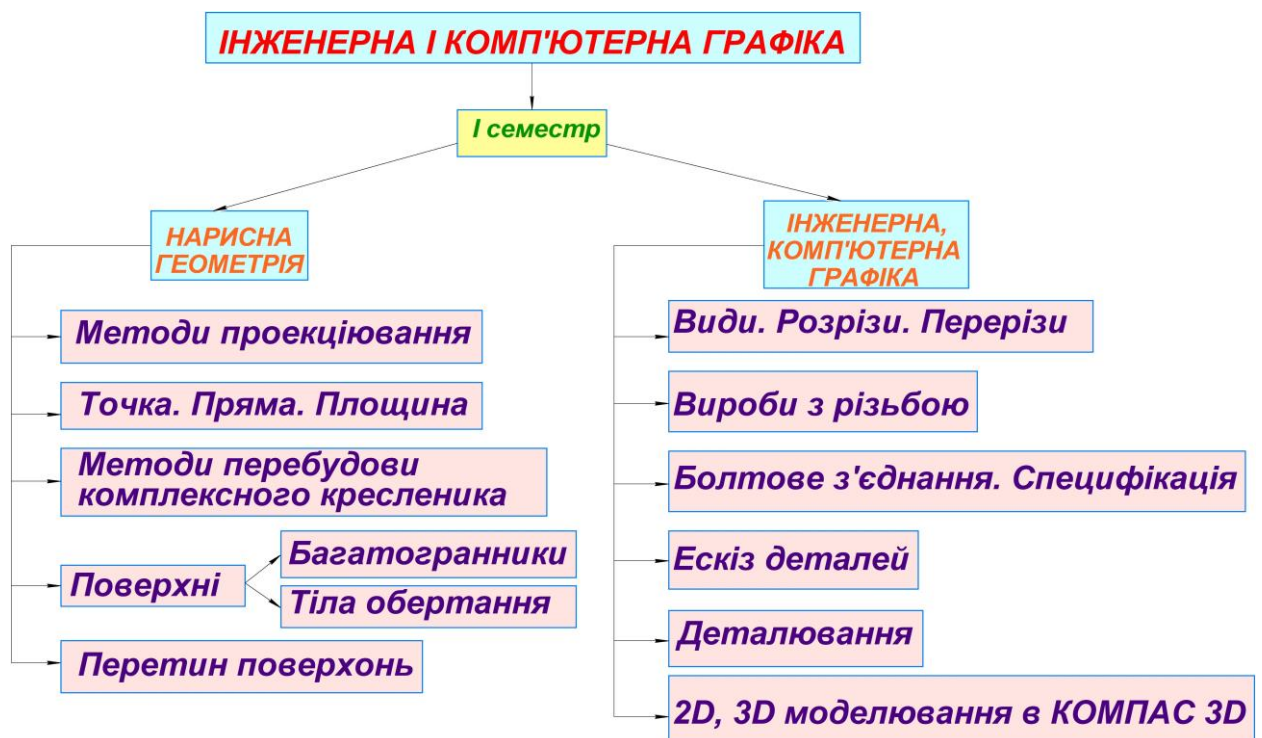 ІНЖЕНЕРНА І КОМП'ЮТЕРНА ГРАФІКА
І семестр
НАРИСНА
ГЕОМЕТРІЯ
Методи проекціювання
Точка. Пряма. Площина
Методи перебудови
комплексного кресленика
Поверхні
Багатогранники
Тіла обертання
Перетин поверхонь
ІНЖЕНЕРНА,
КОМП'ЮТЕРНА
ГРАФІКА
Види. Розрізи. Перерізи
Вироби з різьбою
Болтове з'єднання. Специфікація
Ескіз деталей
Деталювання
2D, 3D моделювання в КОМПАС 3D